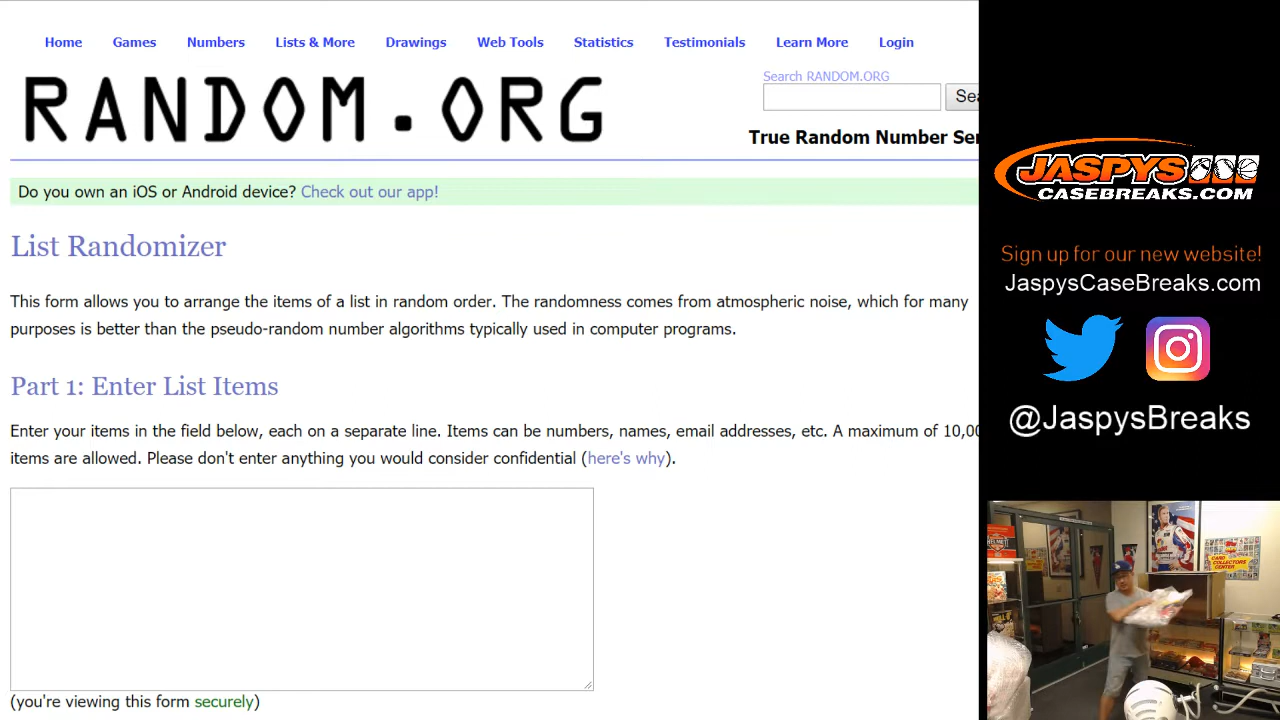 Home Games Numbers Lists & More Drawings Web Tools Statistics Testimonials Learn More Login
RANDOM.ORG
Search RANDOM.ORG
True Random Number Ser
Do you own an iOS or Android device? Check out our app!
List Randomizer
This form allows you to arrange the items of a list in random order. The randomness comes from atmospheric noise, which for many
purposes is better than the pseudo-random number algorithms typically used in computer programs.
Part 1: Enter List Items
Enter your items in the field below, each on a separate line. Items can be numbers, names, email addresses, etc. A maximum of 10,00
items are allowed. Please don't enter anything you would consider confidential (here's why).
(you're viewing this form securely)
JASPYS
CASEBREAKS.COM
Sign up for our new website!
JaspysCaseBreaks.com
@JaspysBreaks
CARD
COLLECTORS
CENTER